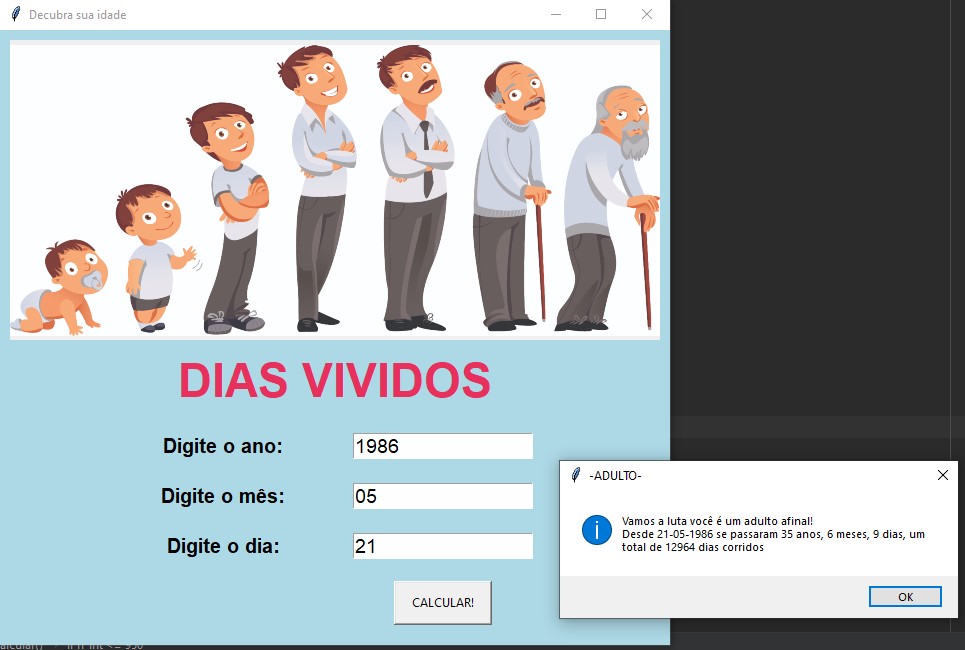 Decubra sua idade
DIAS VIVIDOS
Digite o ano:
1986
Digite o mês:
05
Digite o dia:
21
CALCULAR!
-ADULTO-
Vamos a luta você é um adulto afinal!
Desde 21-05-1986 se passaram 35 anos, 6 meses, 9 dias, um
total de 12964 dias corridos
OK